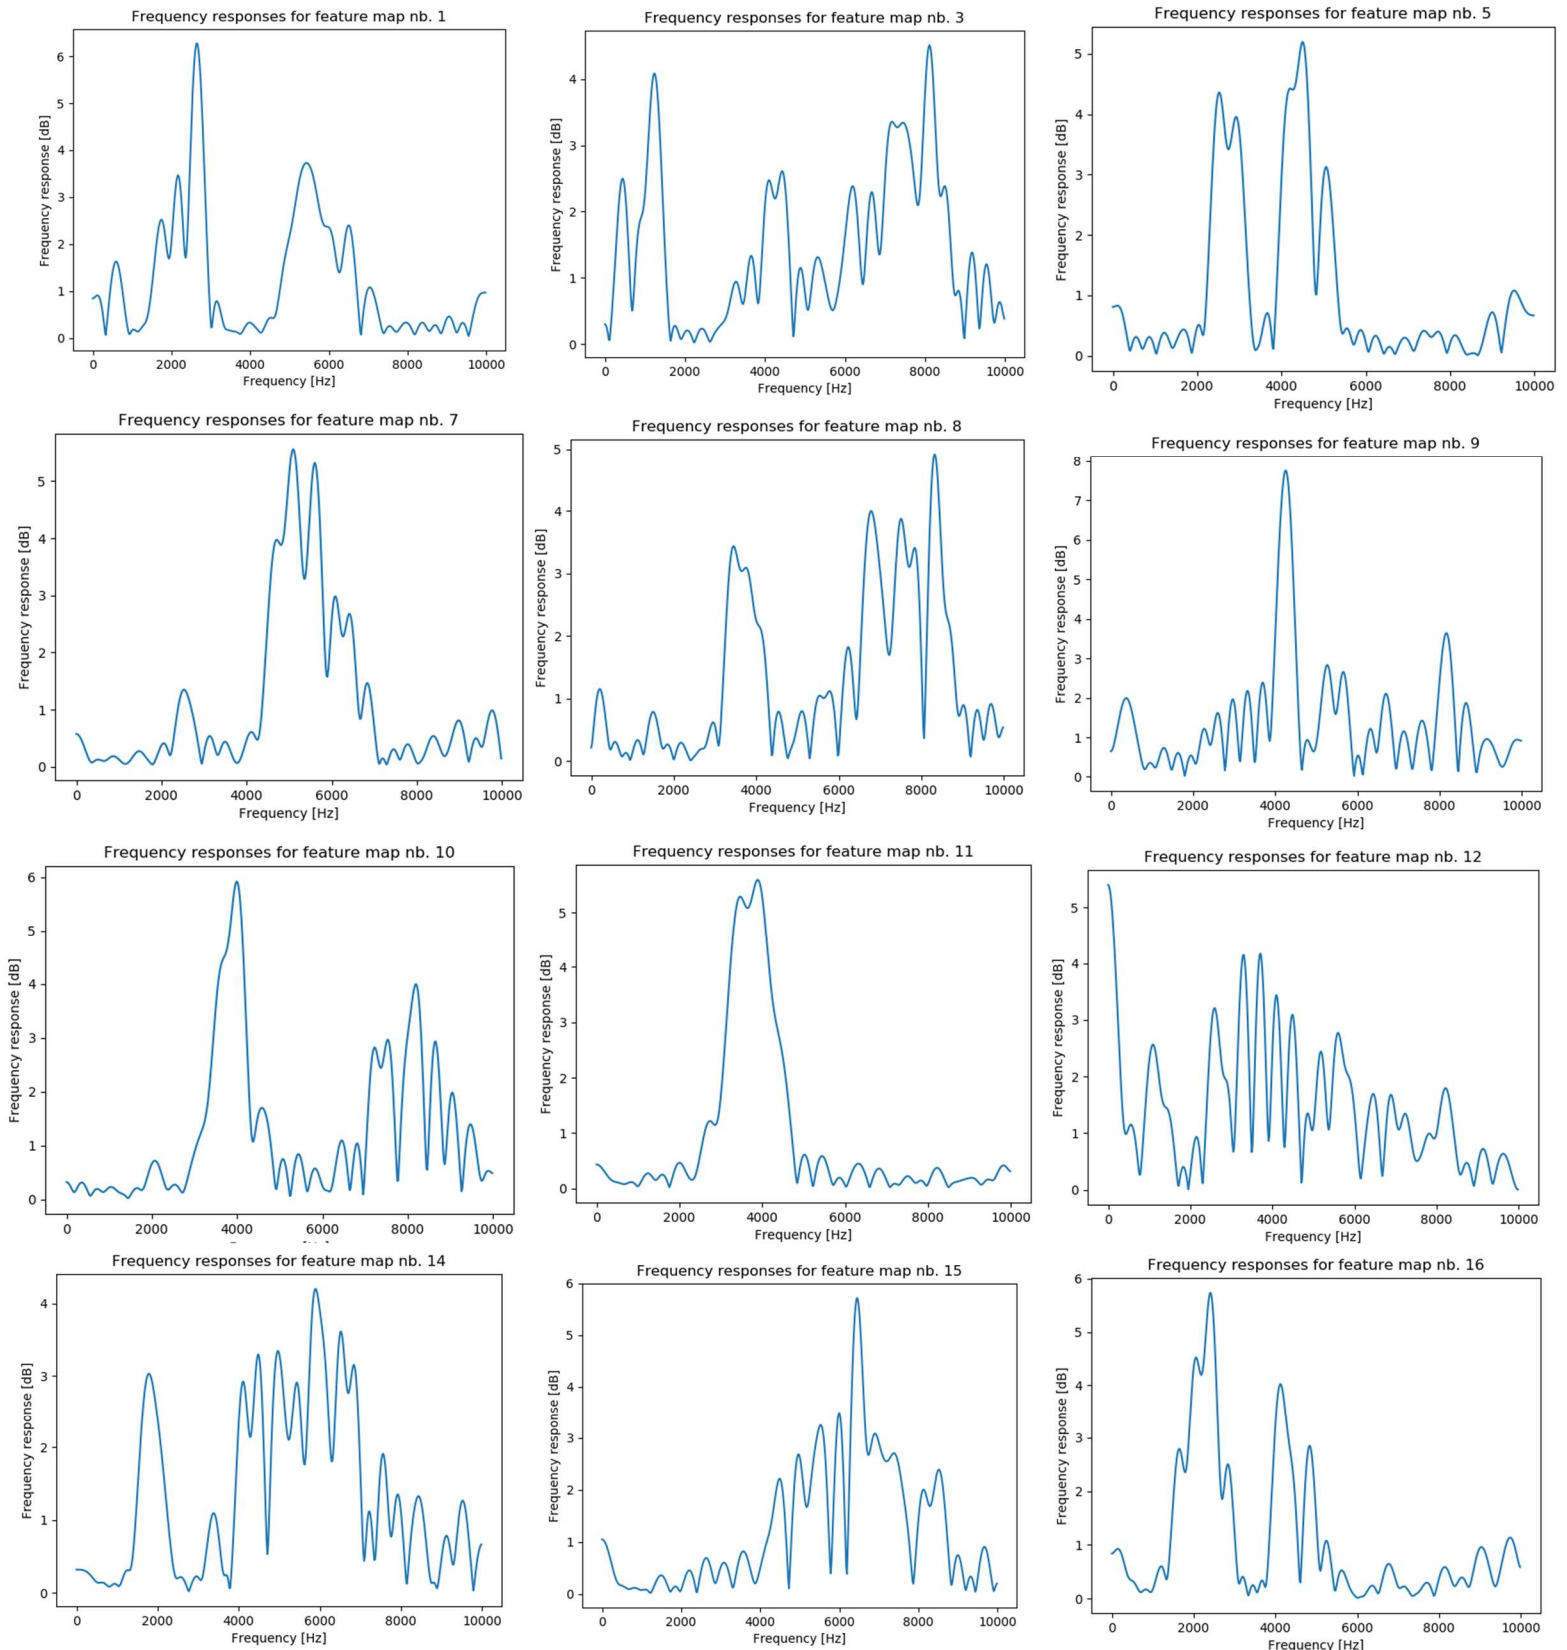 Frequency responses for feature map nb. 1
Frequency response [dB]
6
5
4
3
2
1
0
0 2000 4000 6000 8000 10000
Frequency [Hz]
Frequency responses for feature map nb. 3
Frequency response [dB]
4
3
2
1
0
0 2000 4000 6000 8000 10000
Frequency [Hz]
Frequency responses for feature map nb. 5
Frequency response [dB]
5
4
3
2
1
0
0 2000 4000 6000 8000 10000
Frequency [Hz]
Frequency responses for feature map nb. 7
Frequency response [dB]
5
4
3
2
1
0
0 2000 4000 6000 8000 10000
Frequency [Hz]
Frequency responses for feature map nb. 8
Frequency response [dB]
5
4
3
2
1
0
0 2000 4000 6000 8000 10000
Frequency [Hz]
Frequency responses for feature map nb. 9
Frequency response [dB]
8
7
6
5
4
3
2
1
0
0 2000 4000 6000 8000 10000
Frequency [Hz]
Frequency responses for feature map nb. 10
Frequency response [dB]
6
5
4
3
2
1
0
0 2000 4000 6000 8000 10000
Frequency responses for feature map nb. 11
Frequency response [dB]
5
4
3
2
1
0
0 2000 4000 6000 8000 10000
Frequency [Hz]
Frequency responses for feature map nb. 12
Frequency response [dB]
5
4
3
2
1
0
0 2000 4000 6000 8000 10000
Frequency [Hz]
Frequency responses for feature map nb. 14
Frequency response [dB]
4
3
2
1
0
0 2000 4000 6000 8000 10000
Frequency [Hz]
Frequency responses for feature map nb. 15
Frequency response [dB]
6
5
4
3
2
1
0
0 2000 4000 6000 8000 10000
Frequency [Hz]
Frequency responses for feature map nb. 16
Frequency response [dB]
6
5
4
3
2
1
0
0 2000 4000 6000 8000 10000
Frequency [Hz]